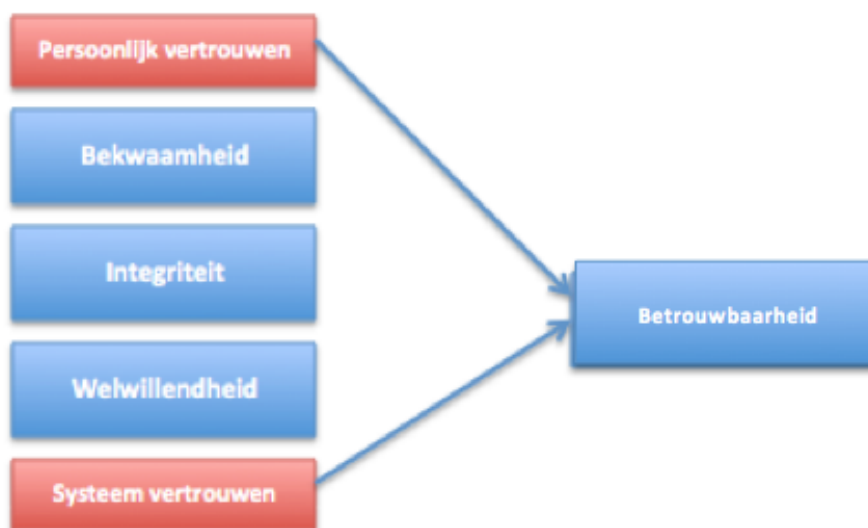 Persoonlijk vertrouwen
Bekwaamheid
Integriteit
Welwillendheid
Systeem vertrouwen
Betrouwbaarheid